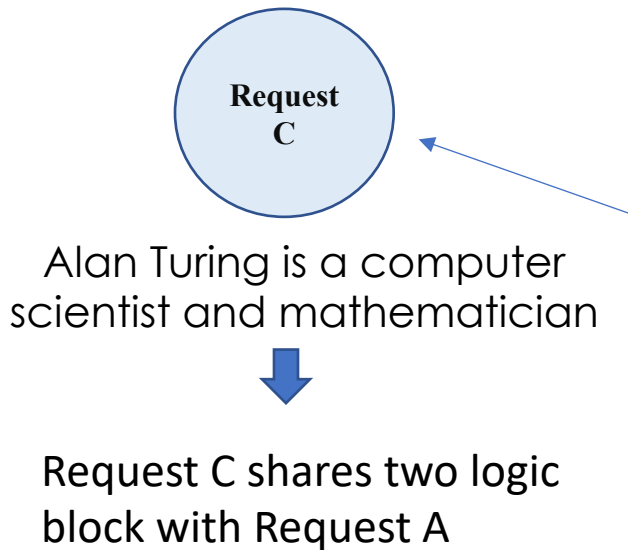 Request
C
Alan Turing is a computer
scientist and mathematician
Request C shares two logic
block with Request A